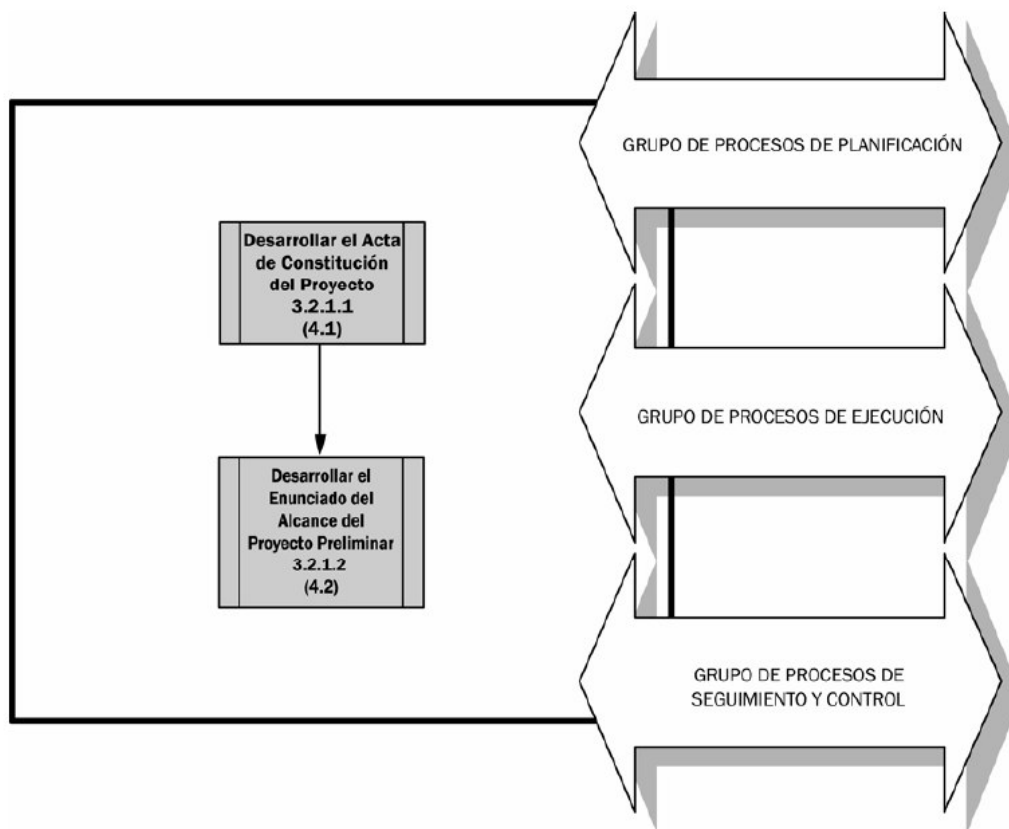 GRUPO DE PROCESOS DE PLANIFICACIÓN
Desarrollar el Acta
de Constitución
del Proyecto
3.2.1.1
(4.1)
GRUPO DE PROCESOS DE EJECUCIÓN
Desarrollar el
Enunciado del
Alcance del
Proyecto Preliminar
3.2.1.2
(4.2)
GRUPO DE PROCESOS DE
SEGUIMIENTO Y CONTROL